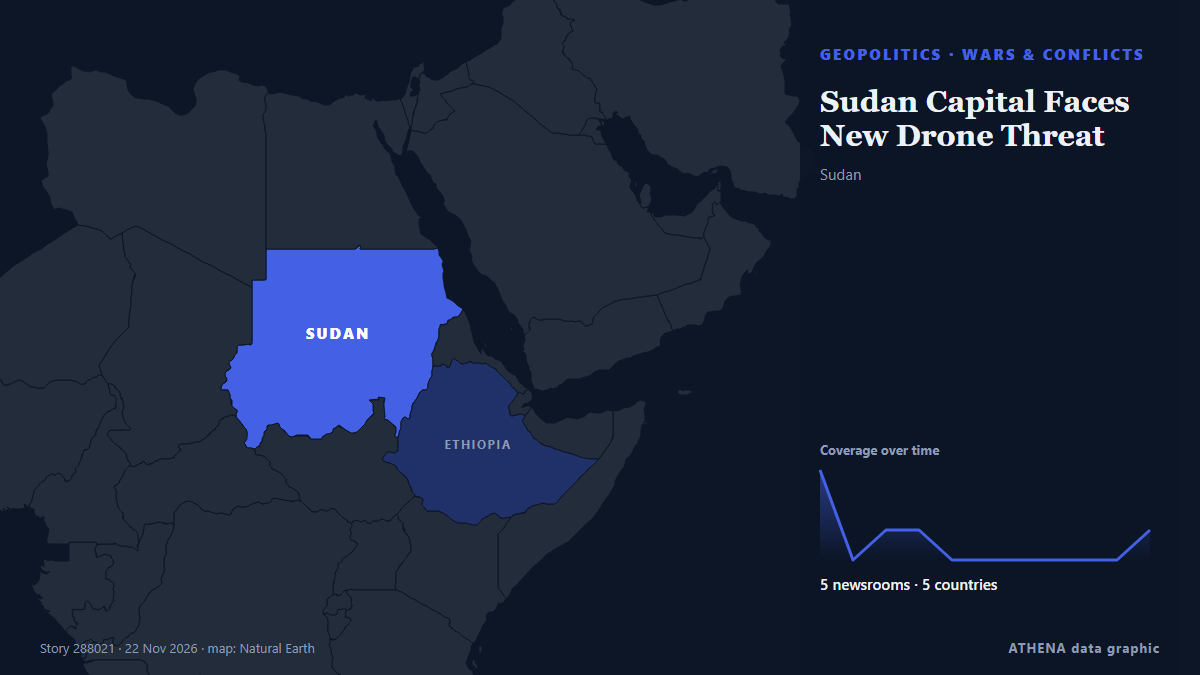 GEOPOLITICS · WARS & CONFLICTS
Sudan Capital Faces
New Drone Threat
Sudan
SUDAN
ETHIOPIA
Coverage over time
5 newsrooms · 5 countries
Story 288021 · 22 Nov 2026 · map: Natural Earth
ATHENA data graphic